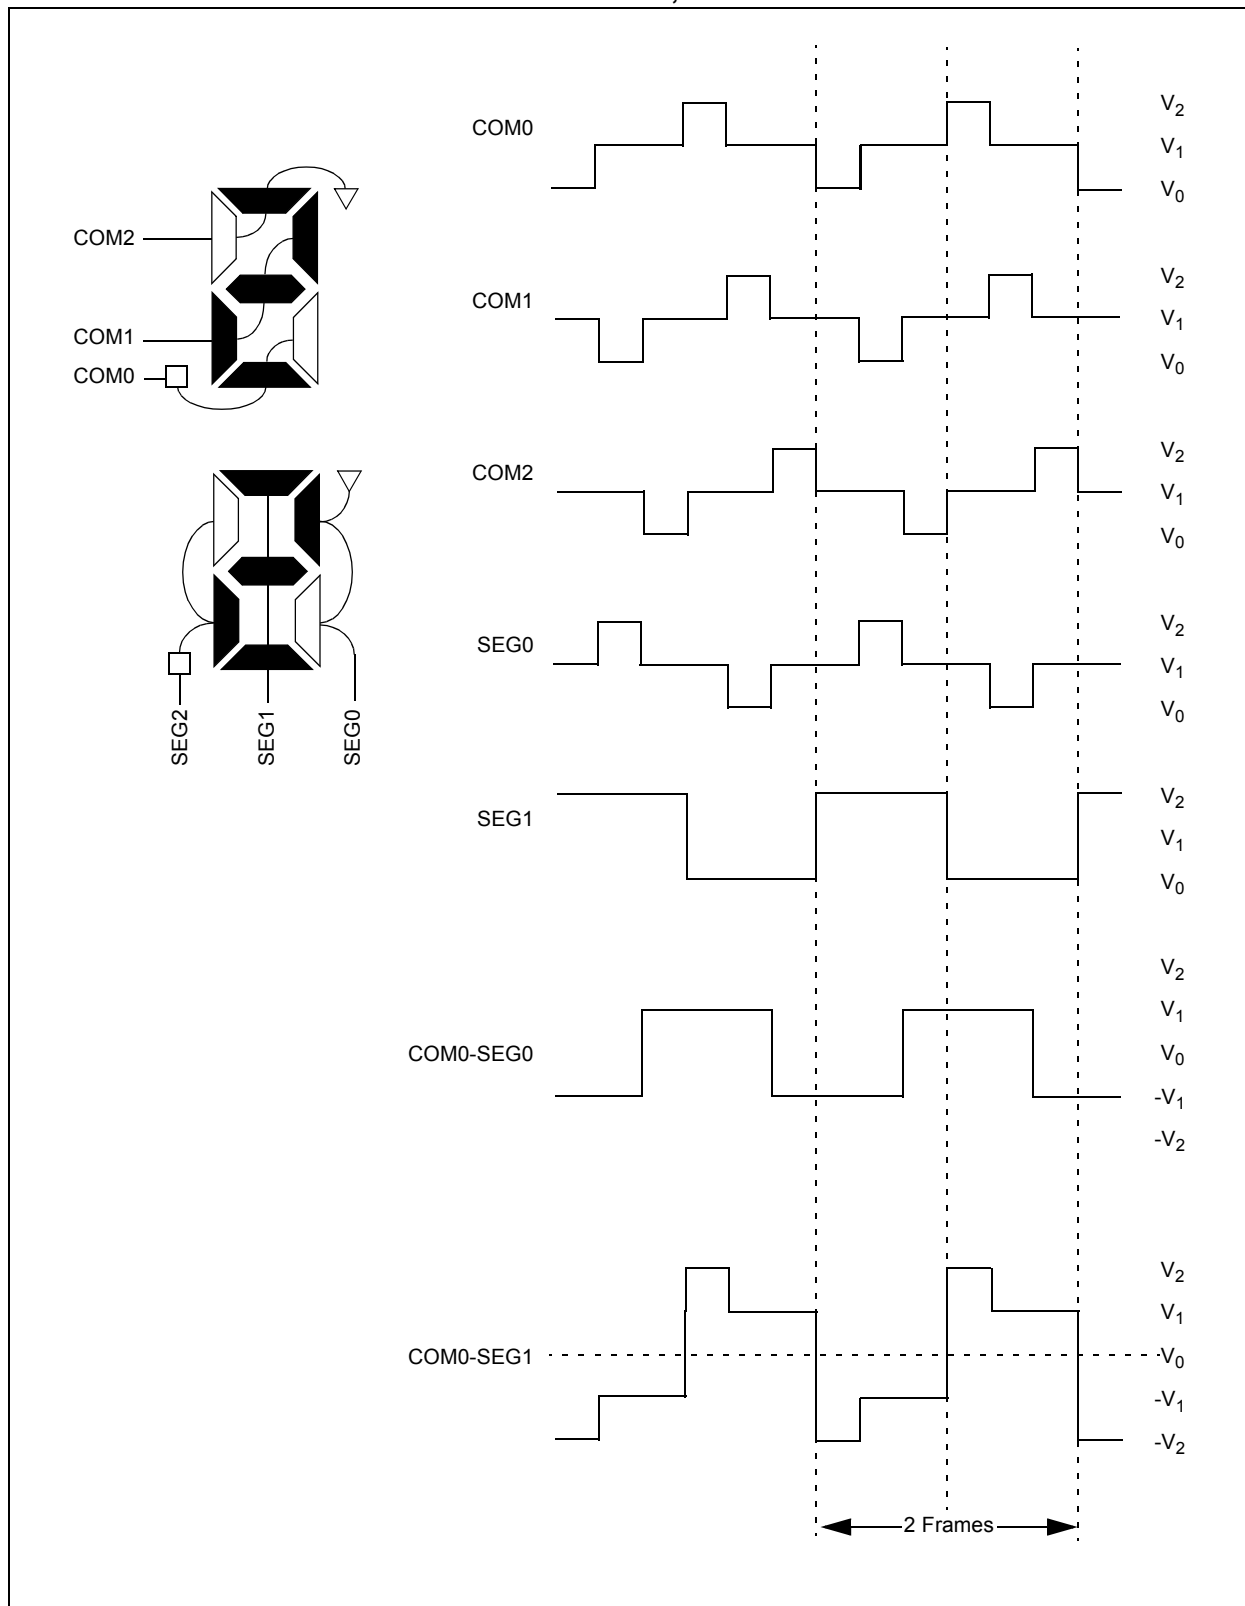 COM0
V2
V1
V0
COM2
COM1
COM0
COM1
V2
V1
V0
COM2
V2
V1
V0
SEG2
SEG1
SEG0
SEG0
V2
V1
V0
SEG1
V2
V1
V0
COM0-SEG0
V2
V1
V0
-V1
-V2
COM0-SEG1
V2
V1
V0
-V1
-V2
2 Frames